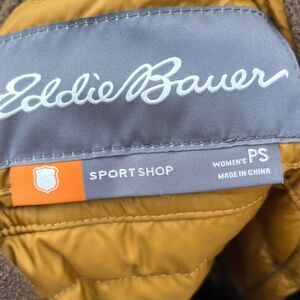 Eddie Bauer
SPORT SHOP
WOMEN'S PS
MADE IN CHINA